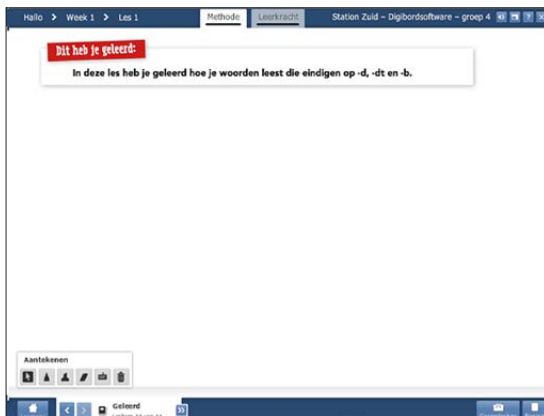 Hallo > Week 1 > Les 1 Methode Leerkracht Station Zuid – Digibordsoftware – groep 4
Dit heb je geleerd:
In deze les heb je geleerd hoe je woorden leest die eindigen op -d, -dt en -b.
Aantekenen
Geleerd